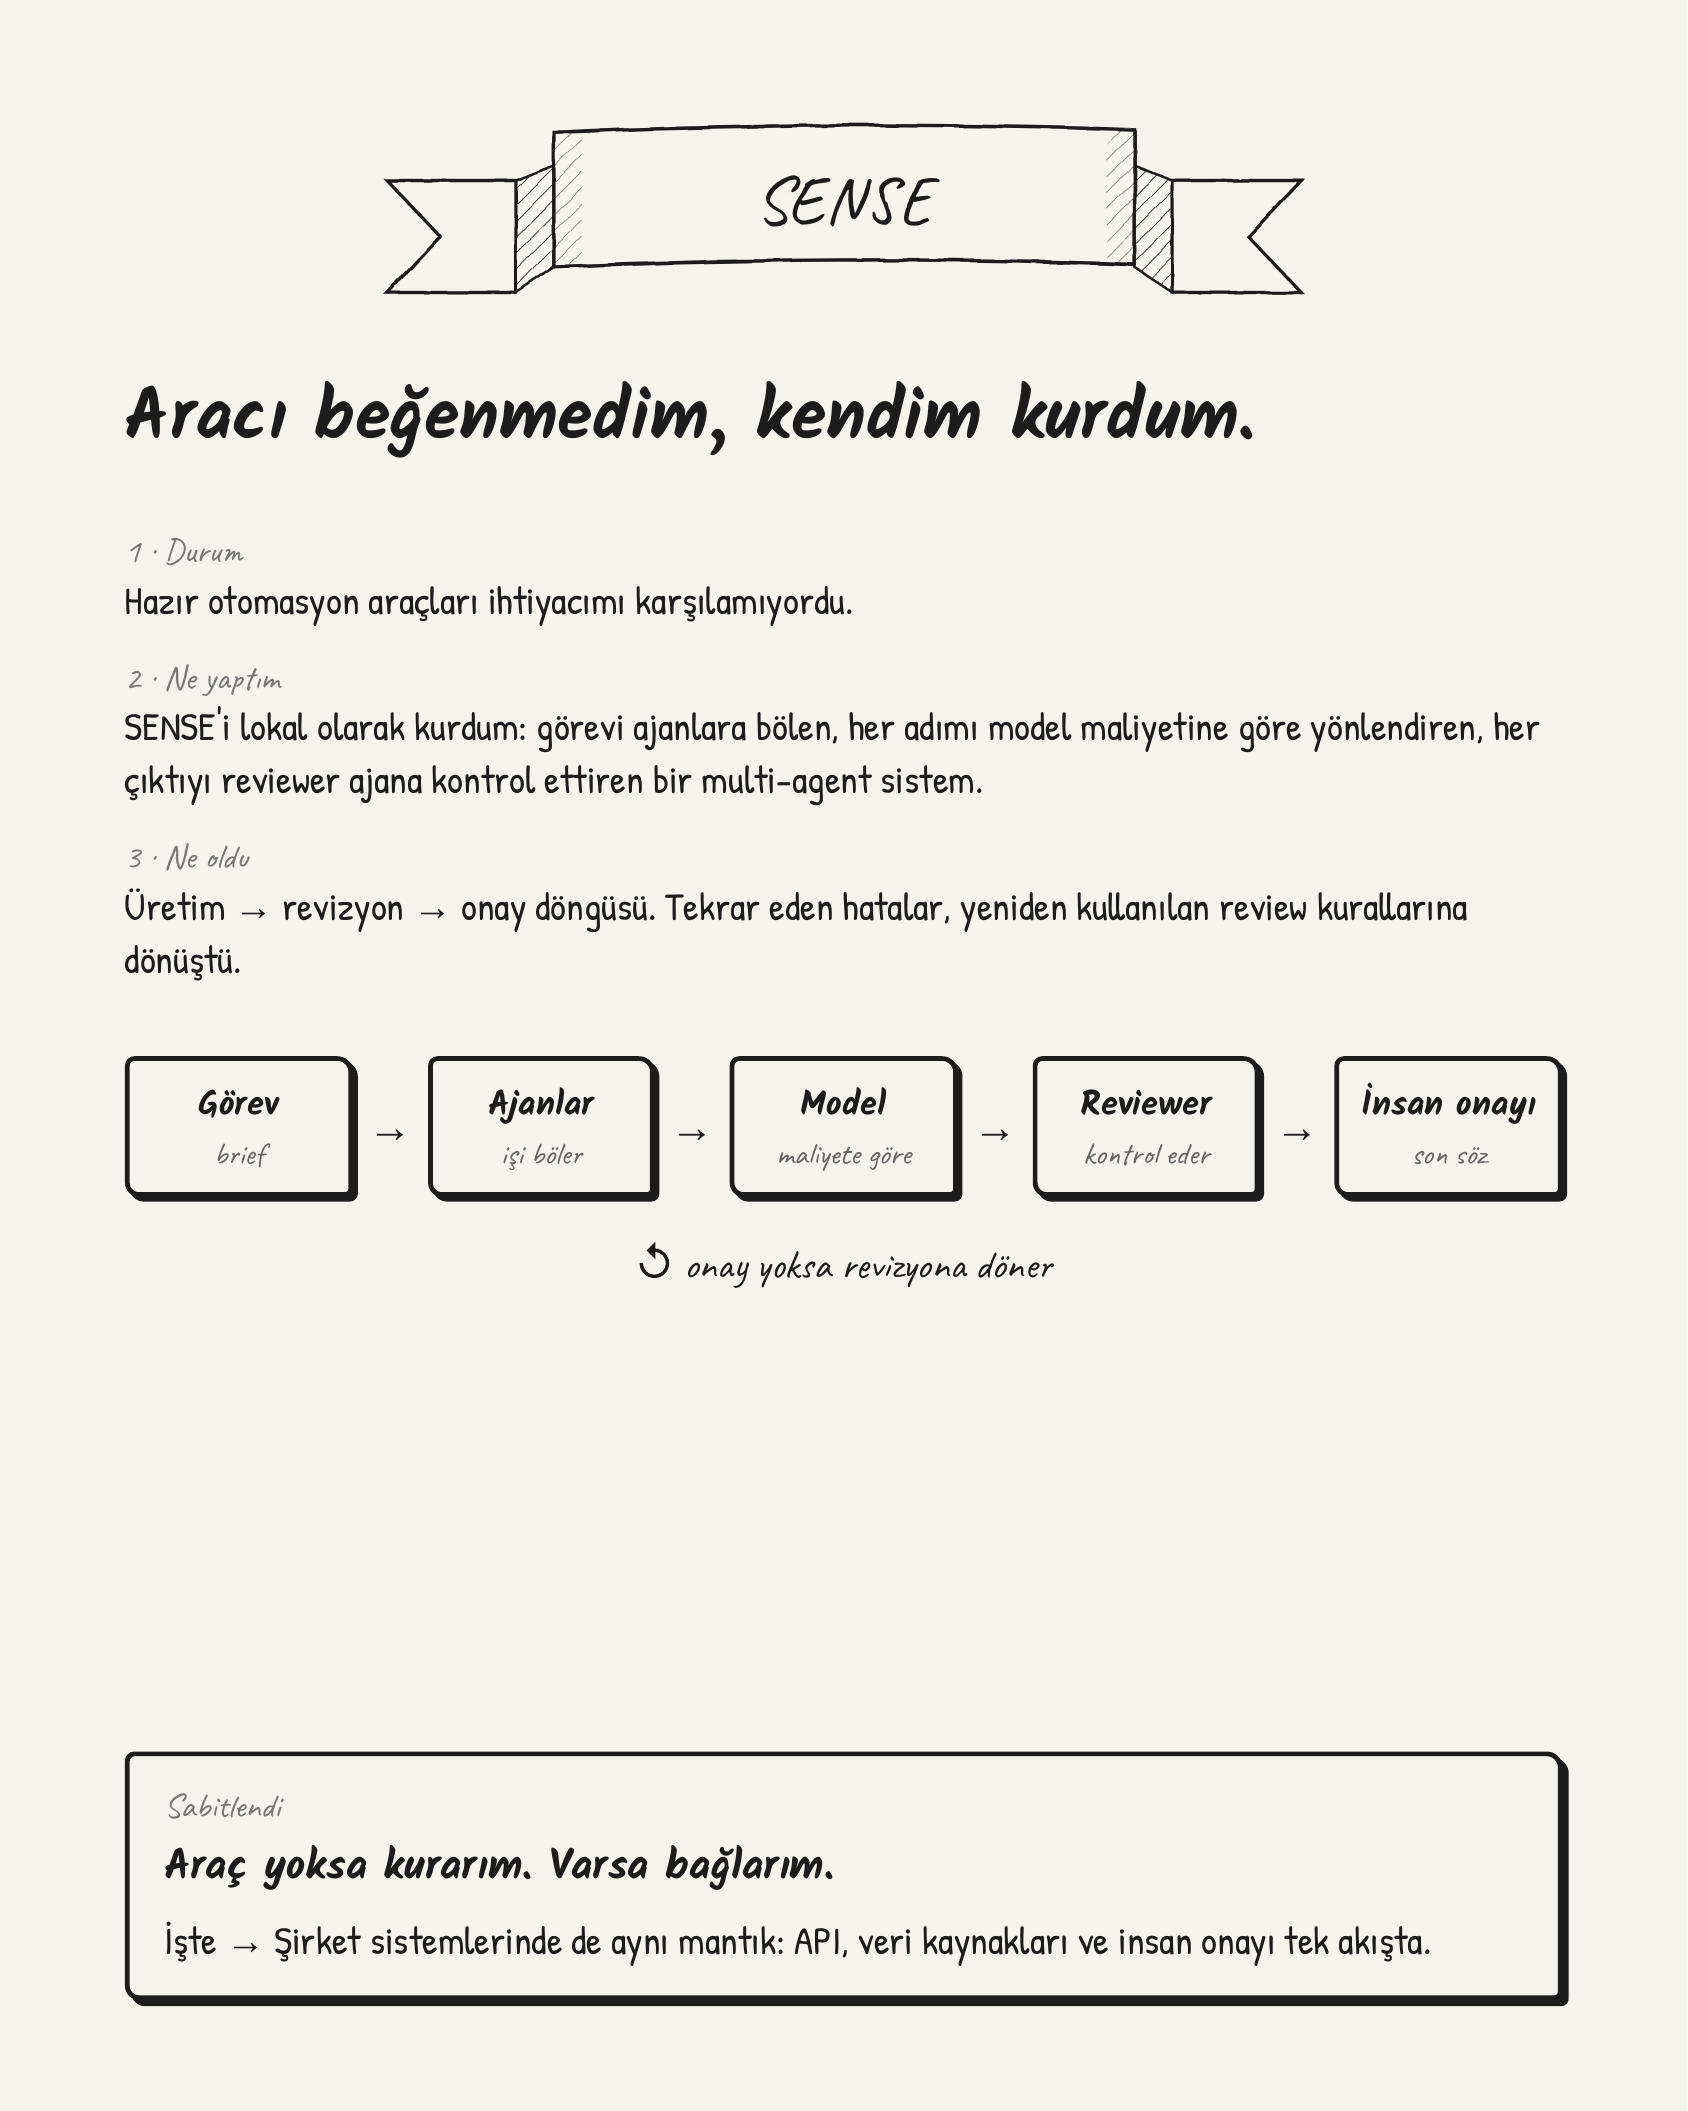 SENSE
Aracı beğenmedim, kendim kurdum.
1 · Durum
Hazır otomasyon araçları ihtiyacımı karşılamıyordu.
2 · Ne yaptım
SENSE'i lokal olarak kurdum: görevi ajanlara bölen, her adımı model maliyetine göre yönlendiren, her
çıktıyı reviewer ajana kontrol ettiren bir multi-agent sistem.
3 · Ne oldu
Üretim → revizyon → onay döngüsü. Tekrar eden hatalar, yeniden kullanılan review kurallarına
dönüştü.
Görev → Ajanlar → Model → Reviewer → İnsan onayı
brief işi böler maliyete göre kontrol eder son söz
↺ onay yoksa revizyona döner
Sabitlendi
Araç yoksa kurarım. Varsa bağlarım.
İşte → Şirket sistemlerinde de aynı mantık: API, veri kaynakları ve insan onayı tek akışta.